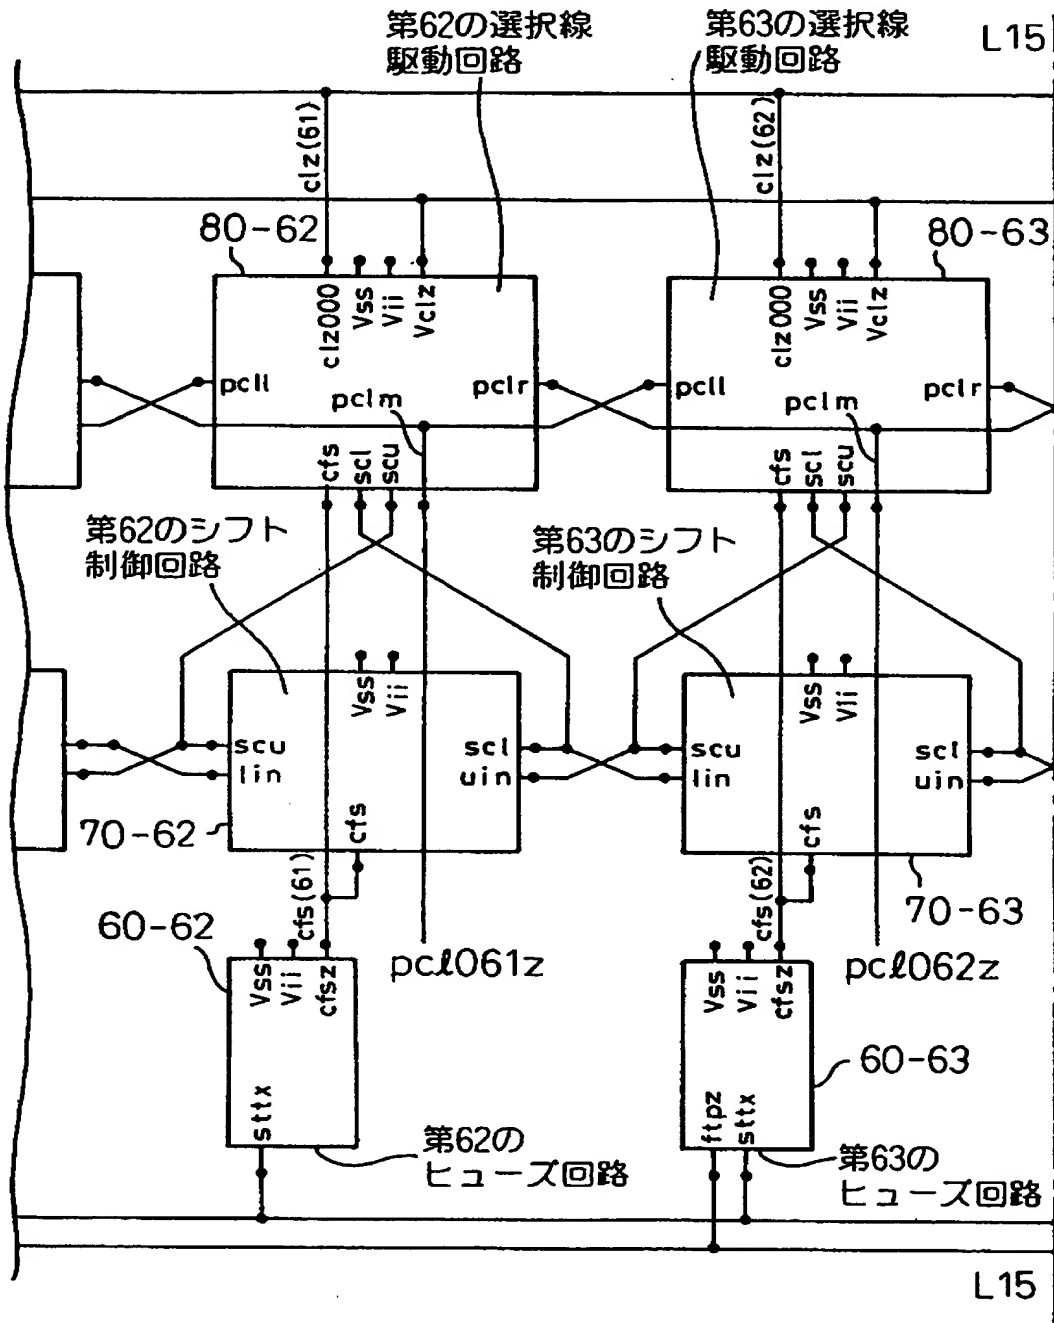 第62の選択線
駆動回路
第63の選択線
駆動回路
L15
clz(61)
clz(62)
80-62
80-63
clz000
Vss
Vii
Vclz
pcll
pclm
pclr
cfs
scl
scu
clz000
Vss
Vii
Vclz
pcll
pclm
pclr
cfs
scl
scu
第62のシフト
制御回路
第63のシフト
制御回路
Vss
Vii
scu
lin
scl
uin
cfs
70-62
Vss
Vii
scu
lin
scl
uin
cfs
70-63
cfs(61)
cfs(62)
60-62
pcl061z
pcl062z
Vss
Vii
cfsz
sttx
Vss
Vii
cfsz
ftpz
sttx
60-63
第62の
ヒューズ回路
第63の
ヒューズ回路
L15